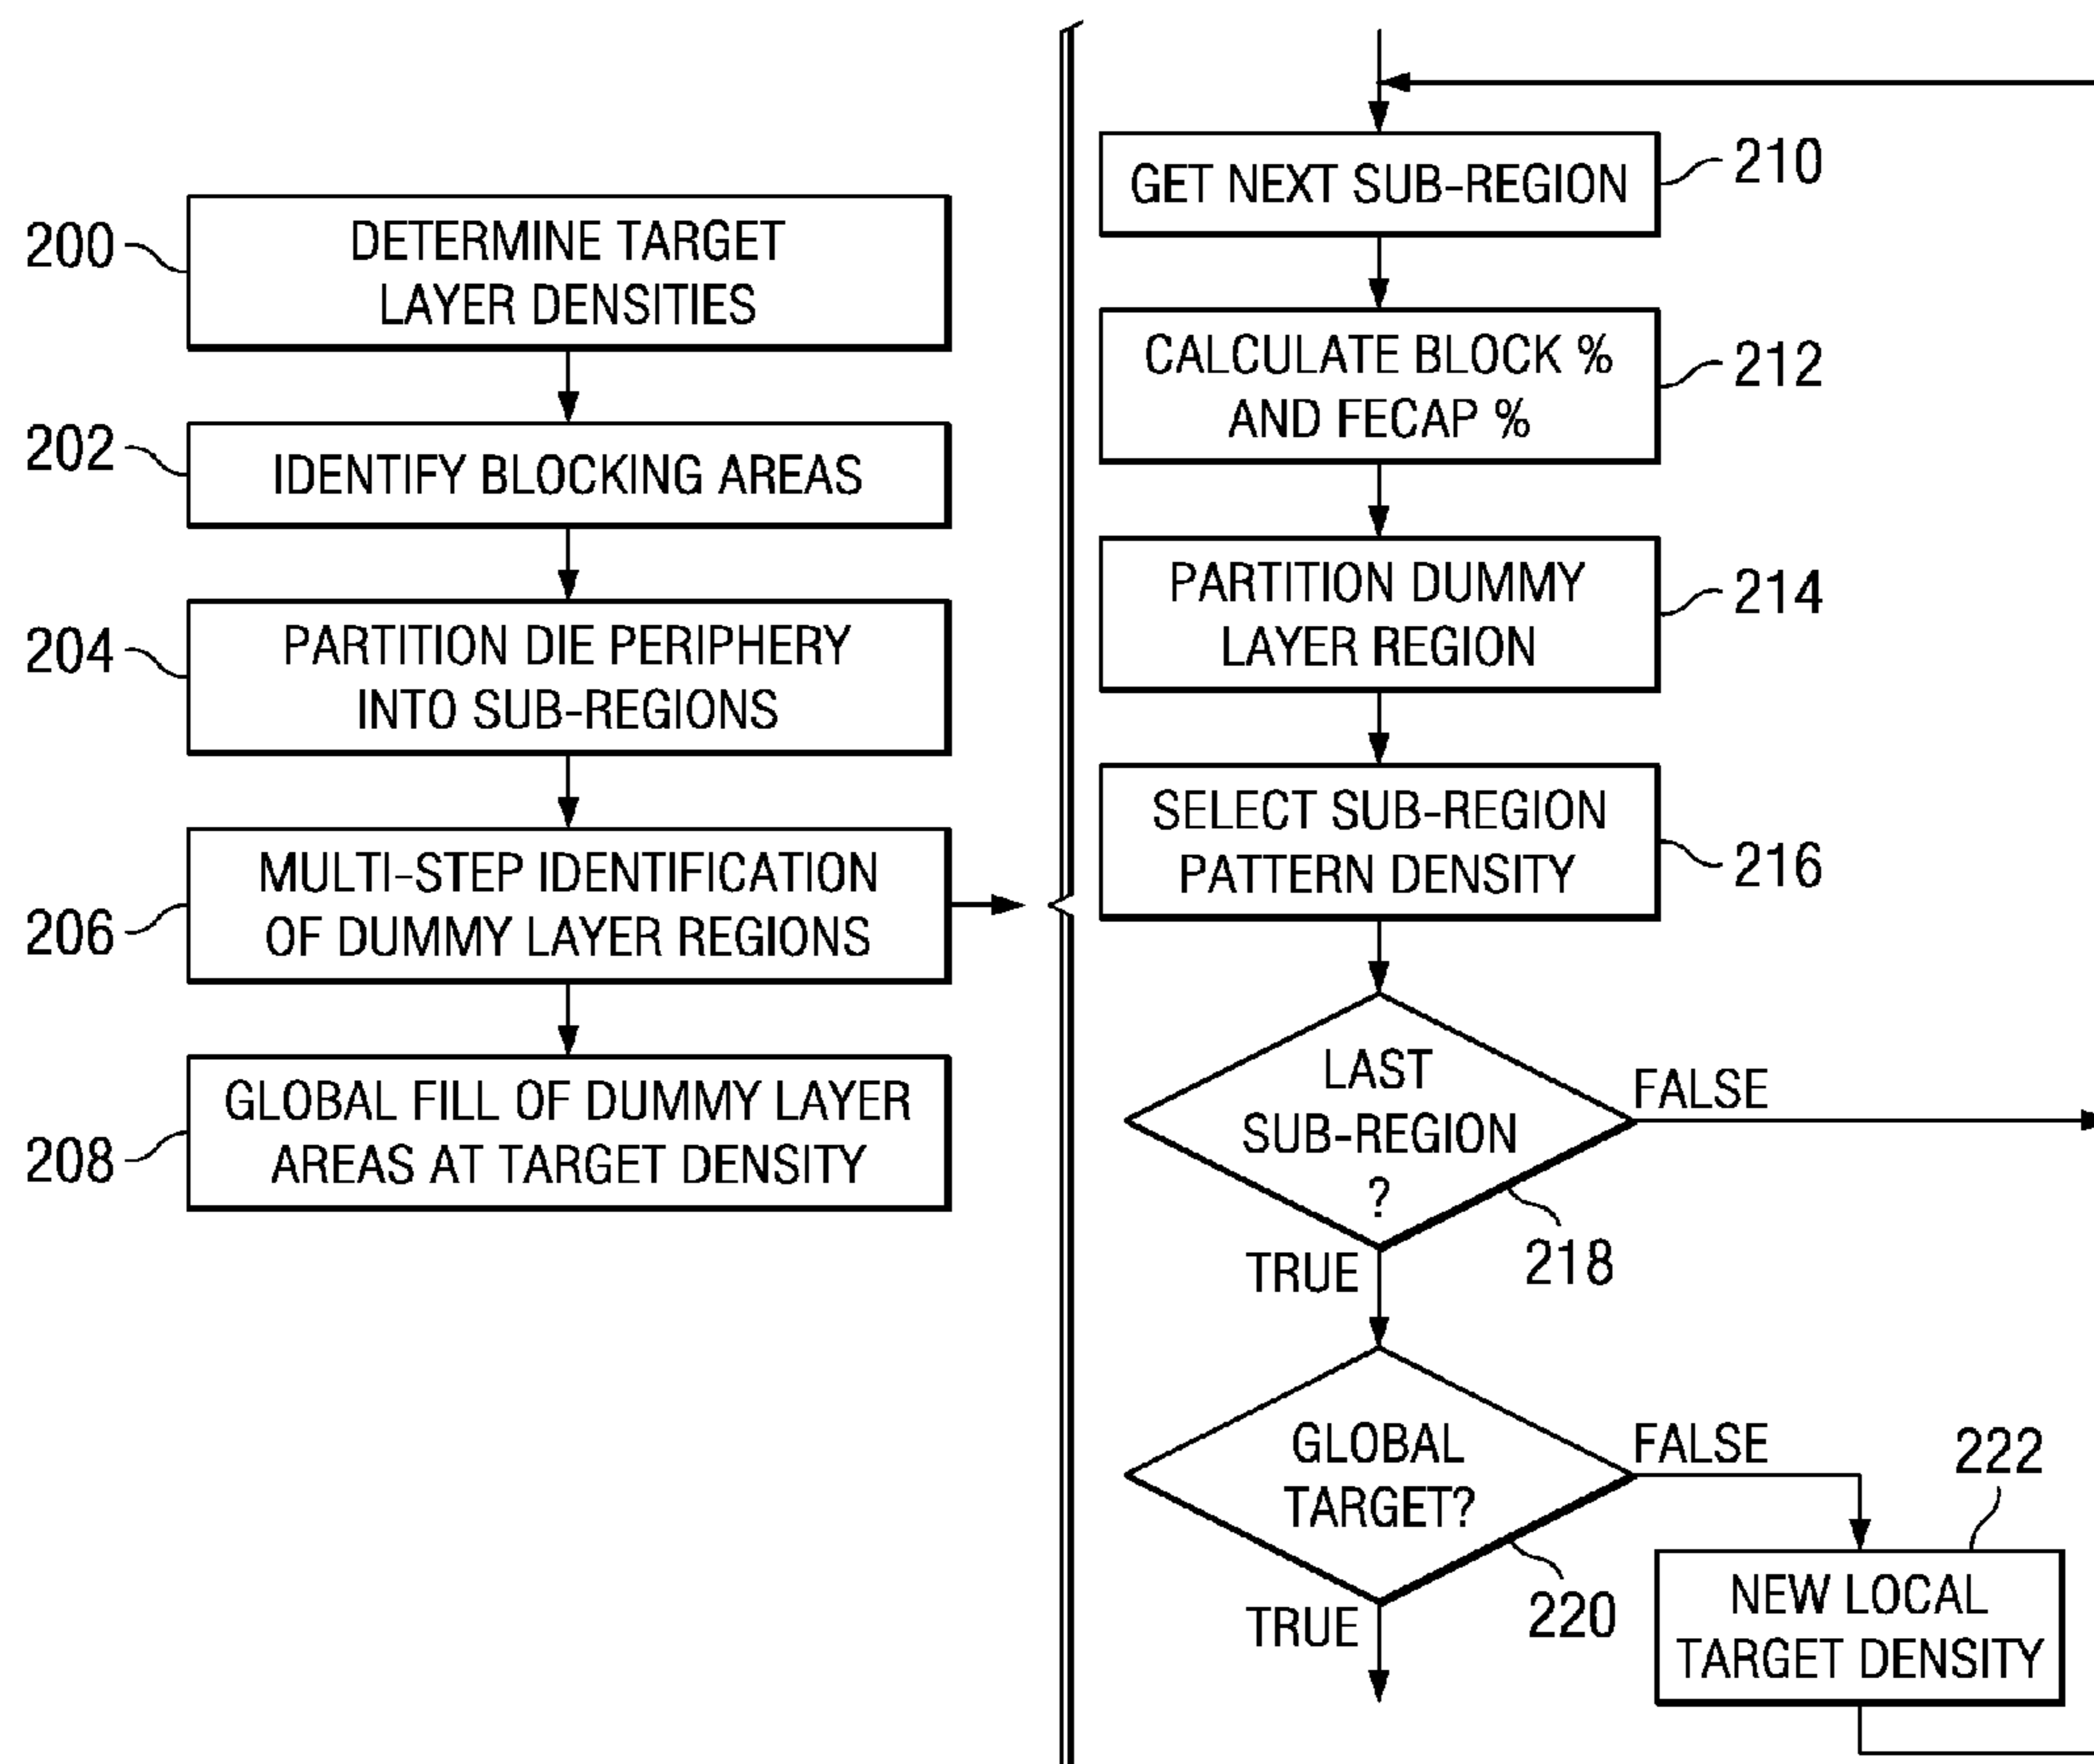 200
DETERMINE TARGET
LAYER DENSITIES
202
IDENTIFY BLOCKING AREAS
204
PARTITION DIE PERIPHERY
INTO SUB-REGIONS
206
MULTI-STEP IDENTIFICATION
OF DUMMY LAYER REGIONS
208
GLOBAL FILL OF DUMMY LAYER
AREAS AT TARGET DENSITY
GET NEXT SUB-REGION
210
CALCULATE BLOCK %
AND FECAP %
212
PARTITION DUMMY
LAYER REGION
214
SELECT SUB-REGION
PATTERN DENSITY
216
LAST
SUB-REGION
?
FALSE
218
TRUE
GLOBAL
TARGET?
FALSE
220
TRUE
222
NEW LOCAL
TARGET DENSITY